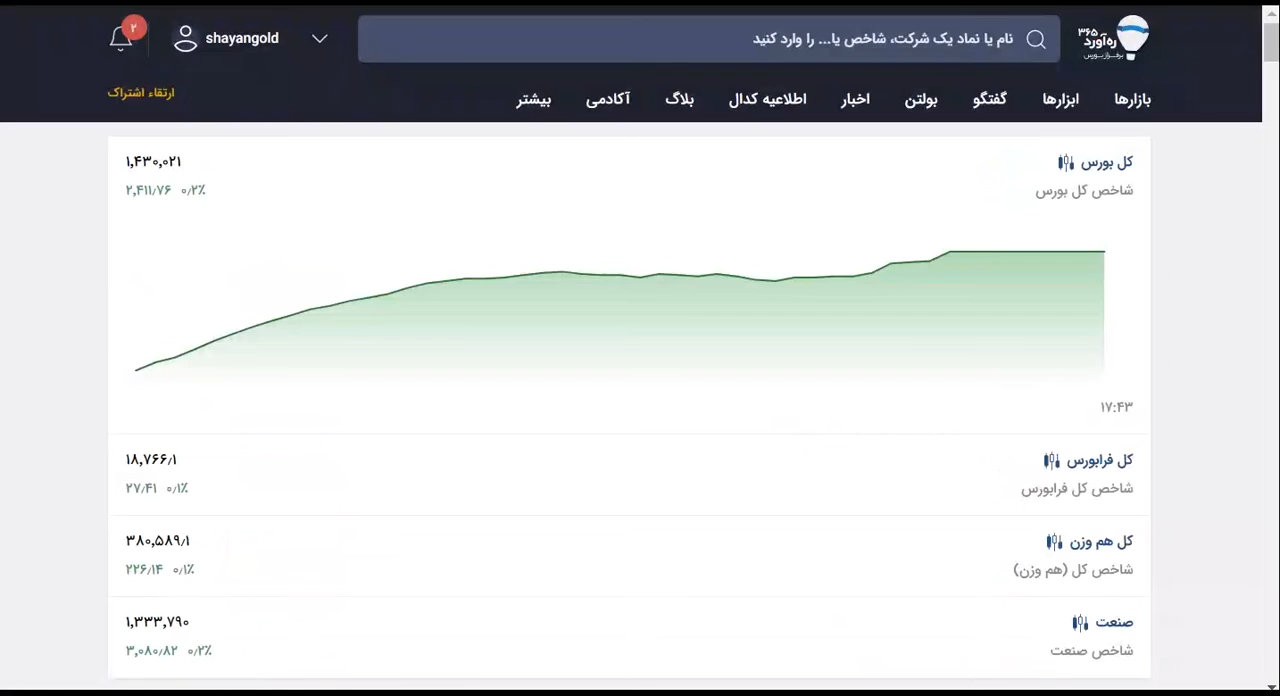 ره‌آورد ۳۶۵
برفراز بورس
نام یا نماد یک شرکت، شاخص یا... را وارد کنید
shayangold
۲
بازارها ابزارها گفتگو بولتن اخبار اطلاعیه کدال بلاگ آکادمی بیشتر
ارتقاء اشتراک
کل بورس ۱,۴۳۰,۰۲۱
شاخص کل بورس ۲,۴۱۱/۷۶ ۰/۲٪
۱۷:۴۳
کل فرابورس ۱۸,۷۶۶/۱
شاخص کل فرابورس ۲۷/۴۱ ۰/۱٪
کل هم وزن ۳۸۰,۵۸۹/۱
شاخص کل (هم وزن) ۲۲۶/۱۴ ۰/۱٪
صنعت ۱,۳۳۳,۷۹۰
شاخص صنعت ۳,۰۸۰/۸۲ ۰/۲٪